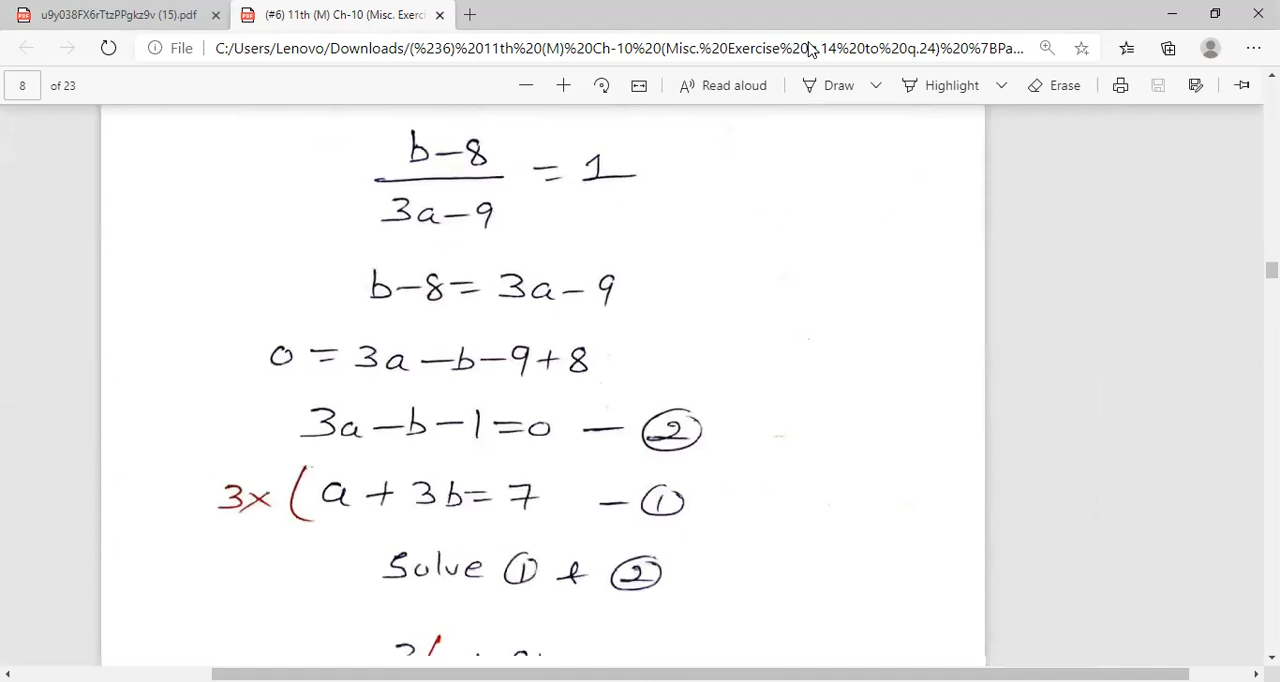 u9y038FX6rTtzPPgkz9v (15).pdf
(#6) 11th (M) Ch-10 (Misc. Exerci
File
C:/Users/Lenovo/Downloads/(%236)%2011th%20(M)%20Ch-10%20(Misc.%20Exercise%20 .14%20to%20q.24)%20%7BPa...
8 of 23
Read aloud
Draw
Highlight
Erase
b-8
3a-9
= 1
b-8 = 3a-9
0 = 3a-b-9+8
3a-b-1=0 - ②
3x ( a + 3b = 7 - ①
Solve ① & ②